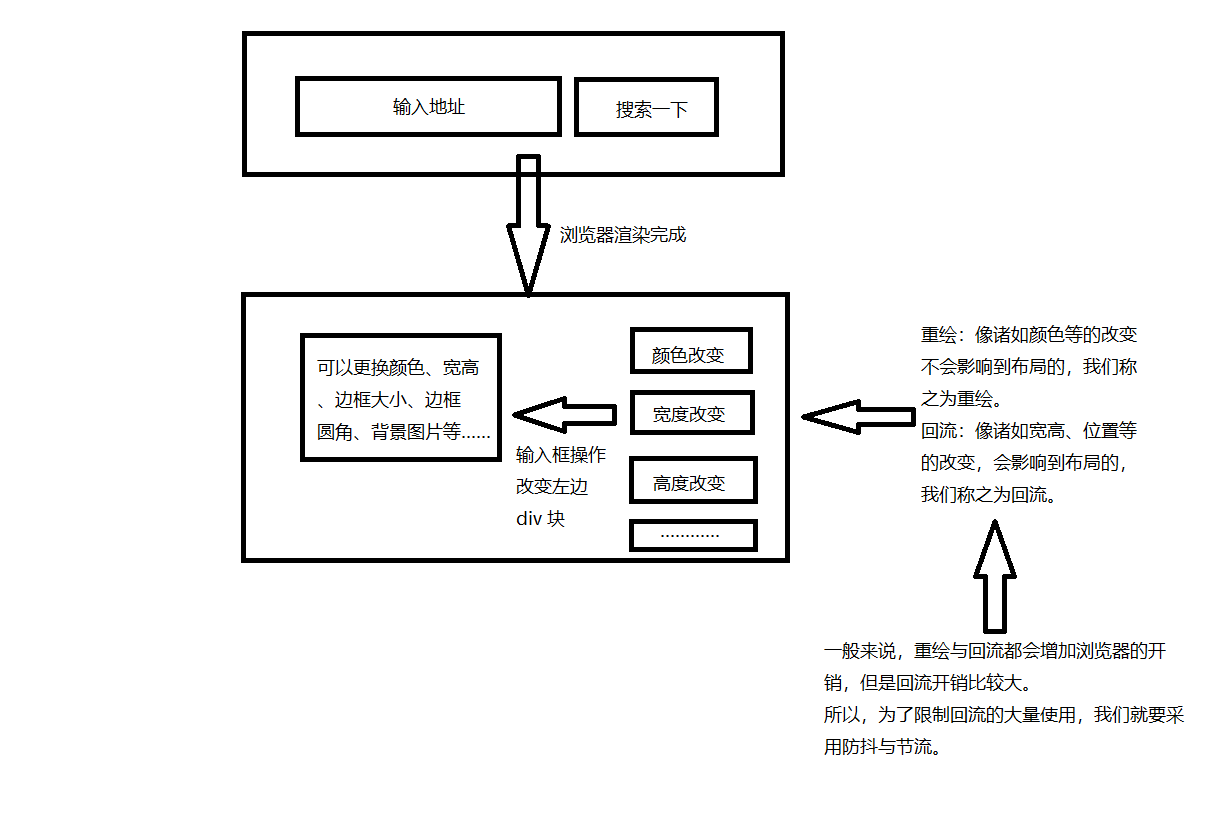 输入地址
搜索一下
浏览器渲染完成
可以更换颜色、宽高
、边框大小、边框
圆角、背景图片等……
颜色改变
宽度改变
高度改变
…………
输入框操作
改变左边
div 块
重绘：像诸如颜色等的改变
不会影响到布局的，我们称
之为重绘。
回流：像诸如宽高、位置等
的改变，会影响到布局的，
我们称之为回流。
一般来说，重绘与回流都会增加浏览器的开
销，但是回流开销比较大。
所以，为了限制回流的大量使用，我们就要采
用防抖与节流。